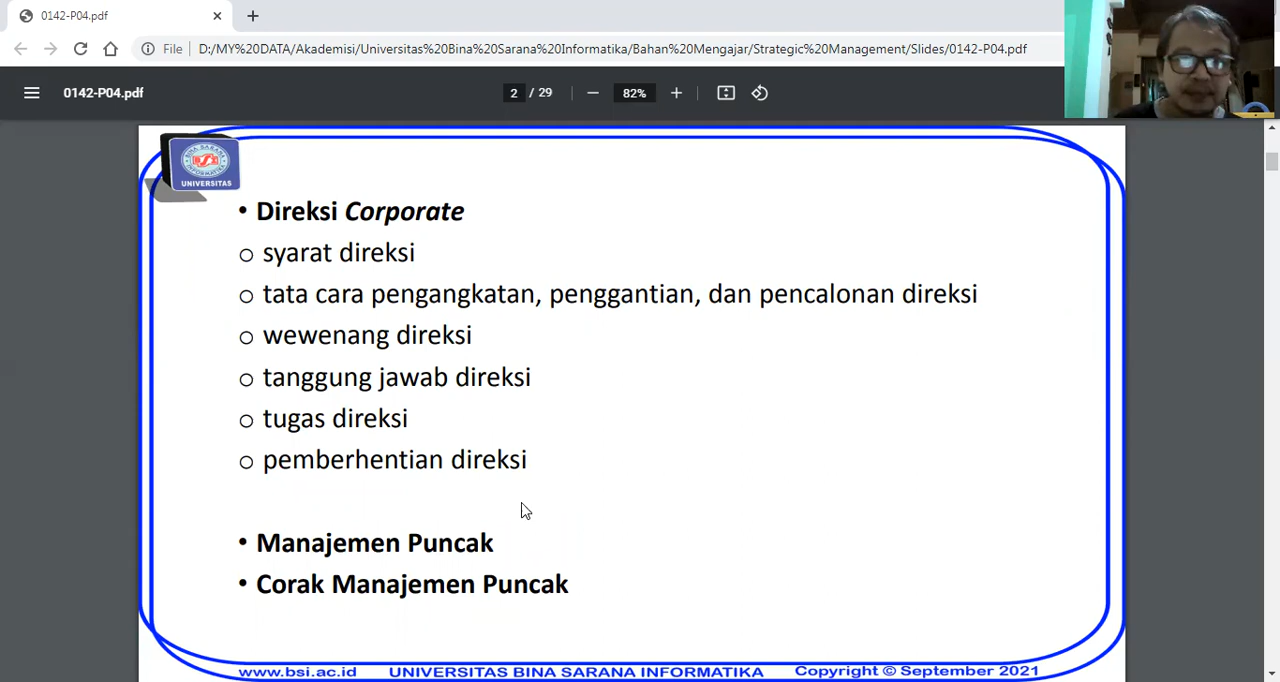 0142-P04.pdf
File
D:/MY%20DATA/Akademisi/Universitas%20Bina%20Sarana%20Informatika/Bahan%20Mengajar/Strategic%20Management/Slides/0142-P04.pdf
0142-P04.pdf
2 / 29
82%
BINA SARANA
INFORMATIKA
UNIVERSITAS
• Direksi Corporate
o syarat direksi
o tata cara pengangkatan, penggantian, dan pencalonan direksi
o wewenang direksi
o tanggung jawab direksi
o tugas direksi
o pemberhentian direksi
• Manajemen Puncak
• Corak Manajemen Puncak
www.bsi.ac.id UNIVERSITAS BINA SARANA INFORMATIKA Copyright © September 2021